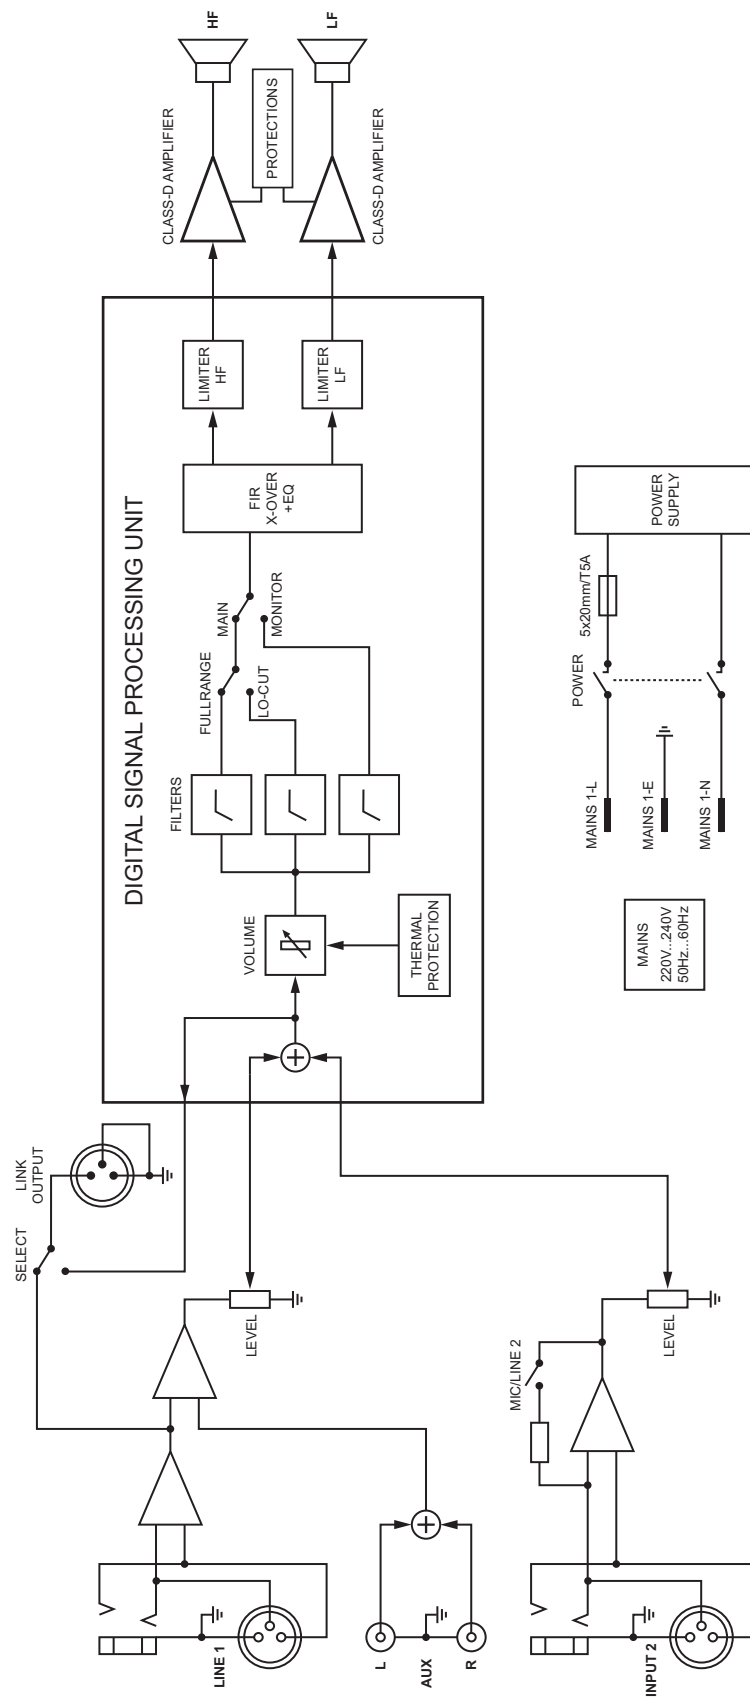 LINE 1
L
AUX
R
INPUT 2
SELECT
LINK
OUTPUT
LEVEL
MIC/LINE 2
LEVEL
DIGITAL SIGNAL PROCESSING UNIT
VOLUME
THERMAL
PROTECTION
FILTERS
FULLRANGE
LO-CUT
MAIN
MONITOR
FIR
X-OVER
+EQ
LIMITER
HF
LIMITER
LF
CLASS-D AMPLIFIER
PROTECTIONS
CLASS-D AMPLIFIER
HF
LF
MAINS
220V...240V
50Hz...60Hz
MAINS 1-L
MAINS 1-E
MAINS 1-N
POWER
5x20mm/T5A
POWER
SUPPLY